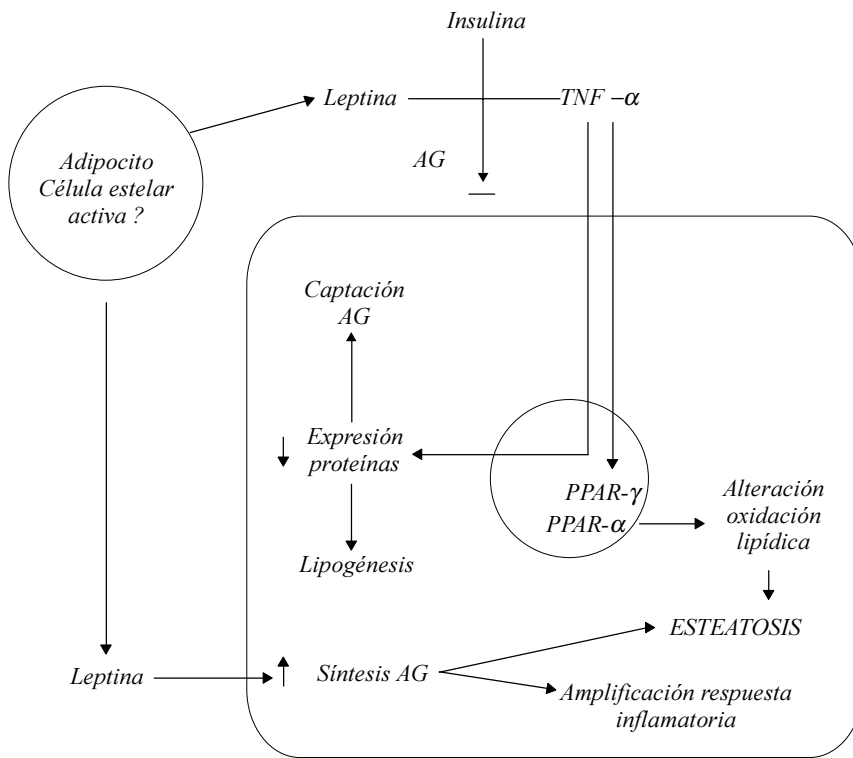 Insulina
Leptina
TNF –α
Adipocito
Célula estelar
activa ?
AG
Captación
AG
Expresión
proteínas
PPAR-γ
PPAR-α
Alteración
oxidación
lipídica
Lipogénesis
ESTEATOSIS
Leptina
Síntesis AG
Amplificación respuesta
inflamatoria